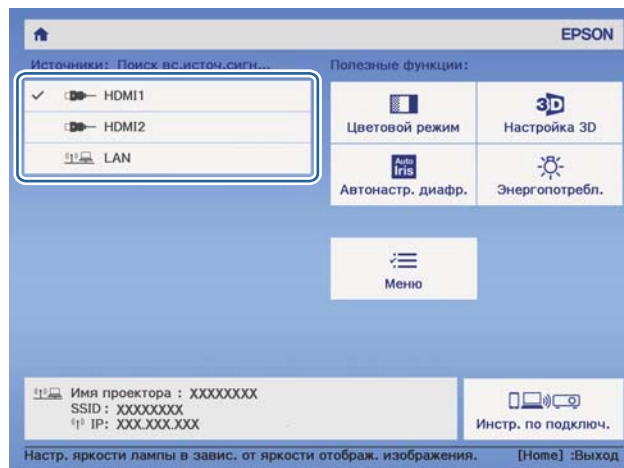 EPSON
Источники: Поиск вс.источ.сигн...
Полезные функции:
HDMI1
HDMI2
LAN
Цветовой режим
3D
Настройка 3D
Auto
Iris
Автонастр. диафр.
Энергопотребл.
Меню
Имя проектора : XXXXXXXX
SSID : XXXXXXXX
IP: XXX.XXX.XXX
Инстр. по подключ.
Настр. яркости лампы в завис. от яркости отображ. изображения. [Home] :Выход